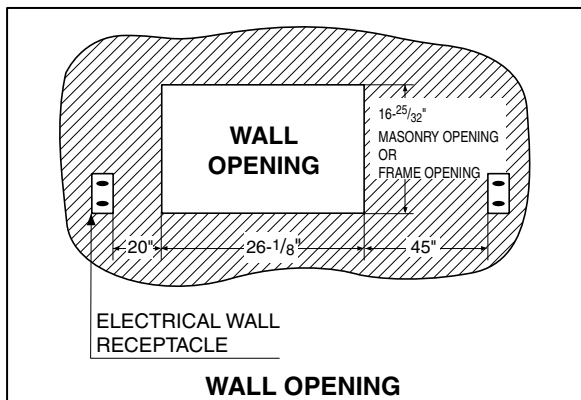 16-25/32"
MASONRY OPENING
OR
FRAME OPENING
WALL
OPENING
20"
26-1/8"
45"
ELECTRICAL WALL
RECEPTACLE
WALL OPENING